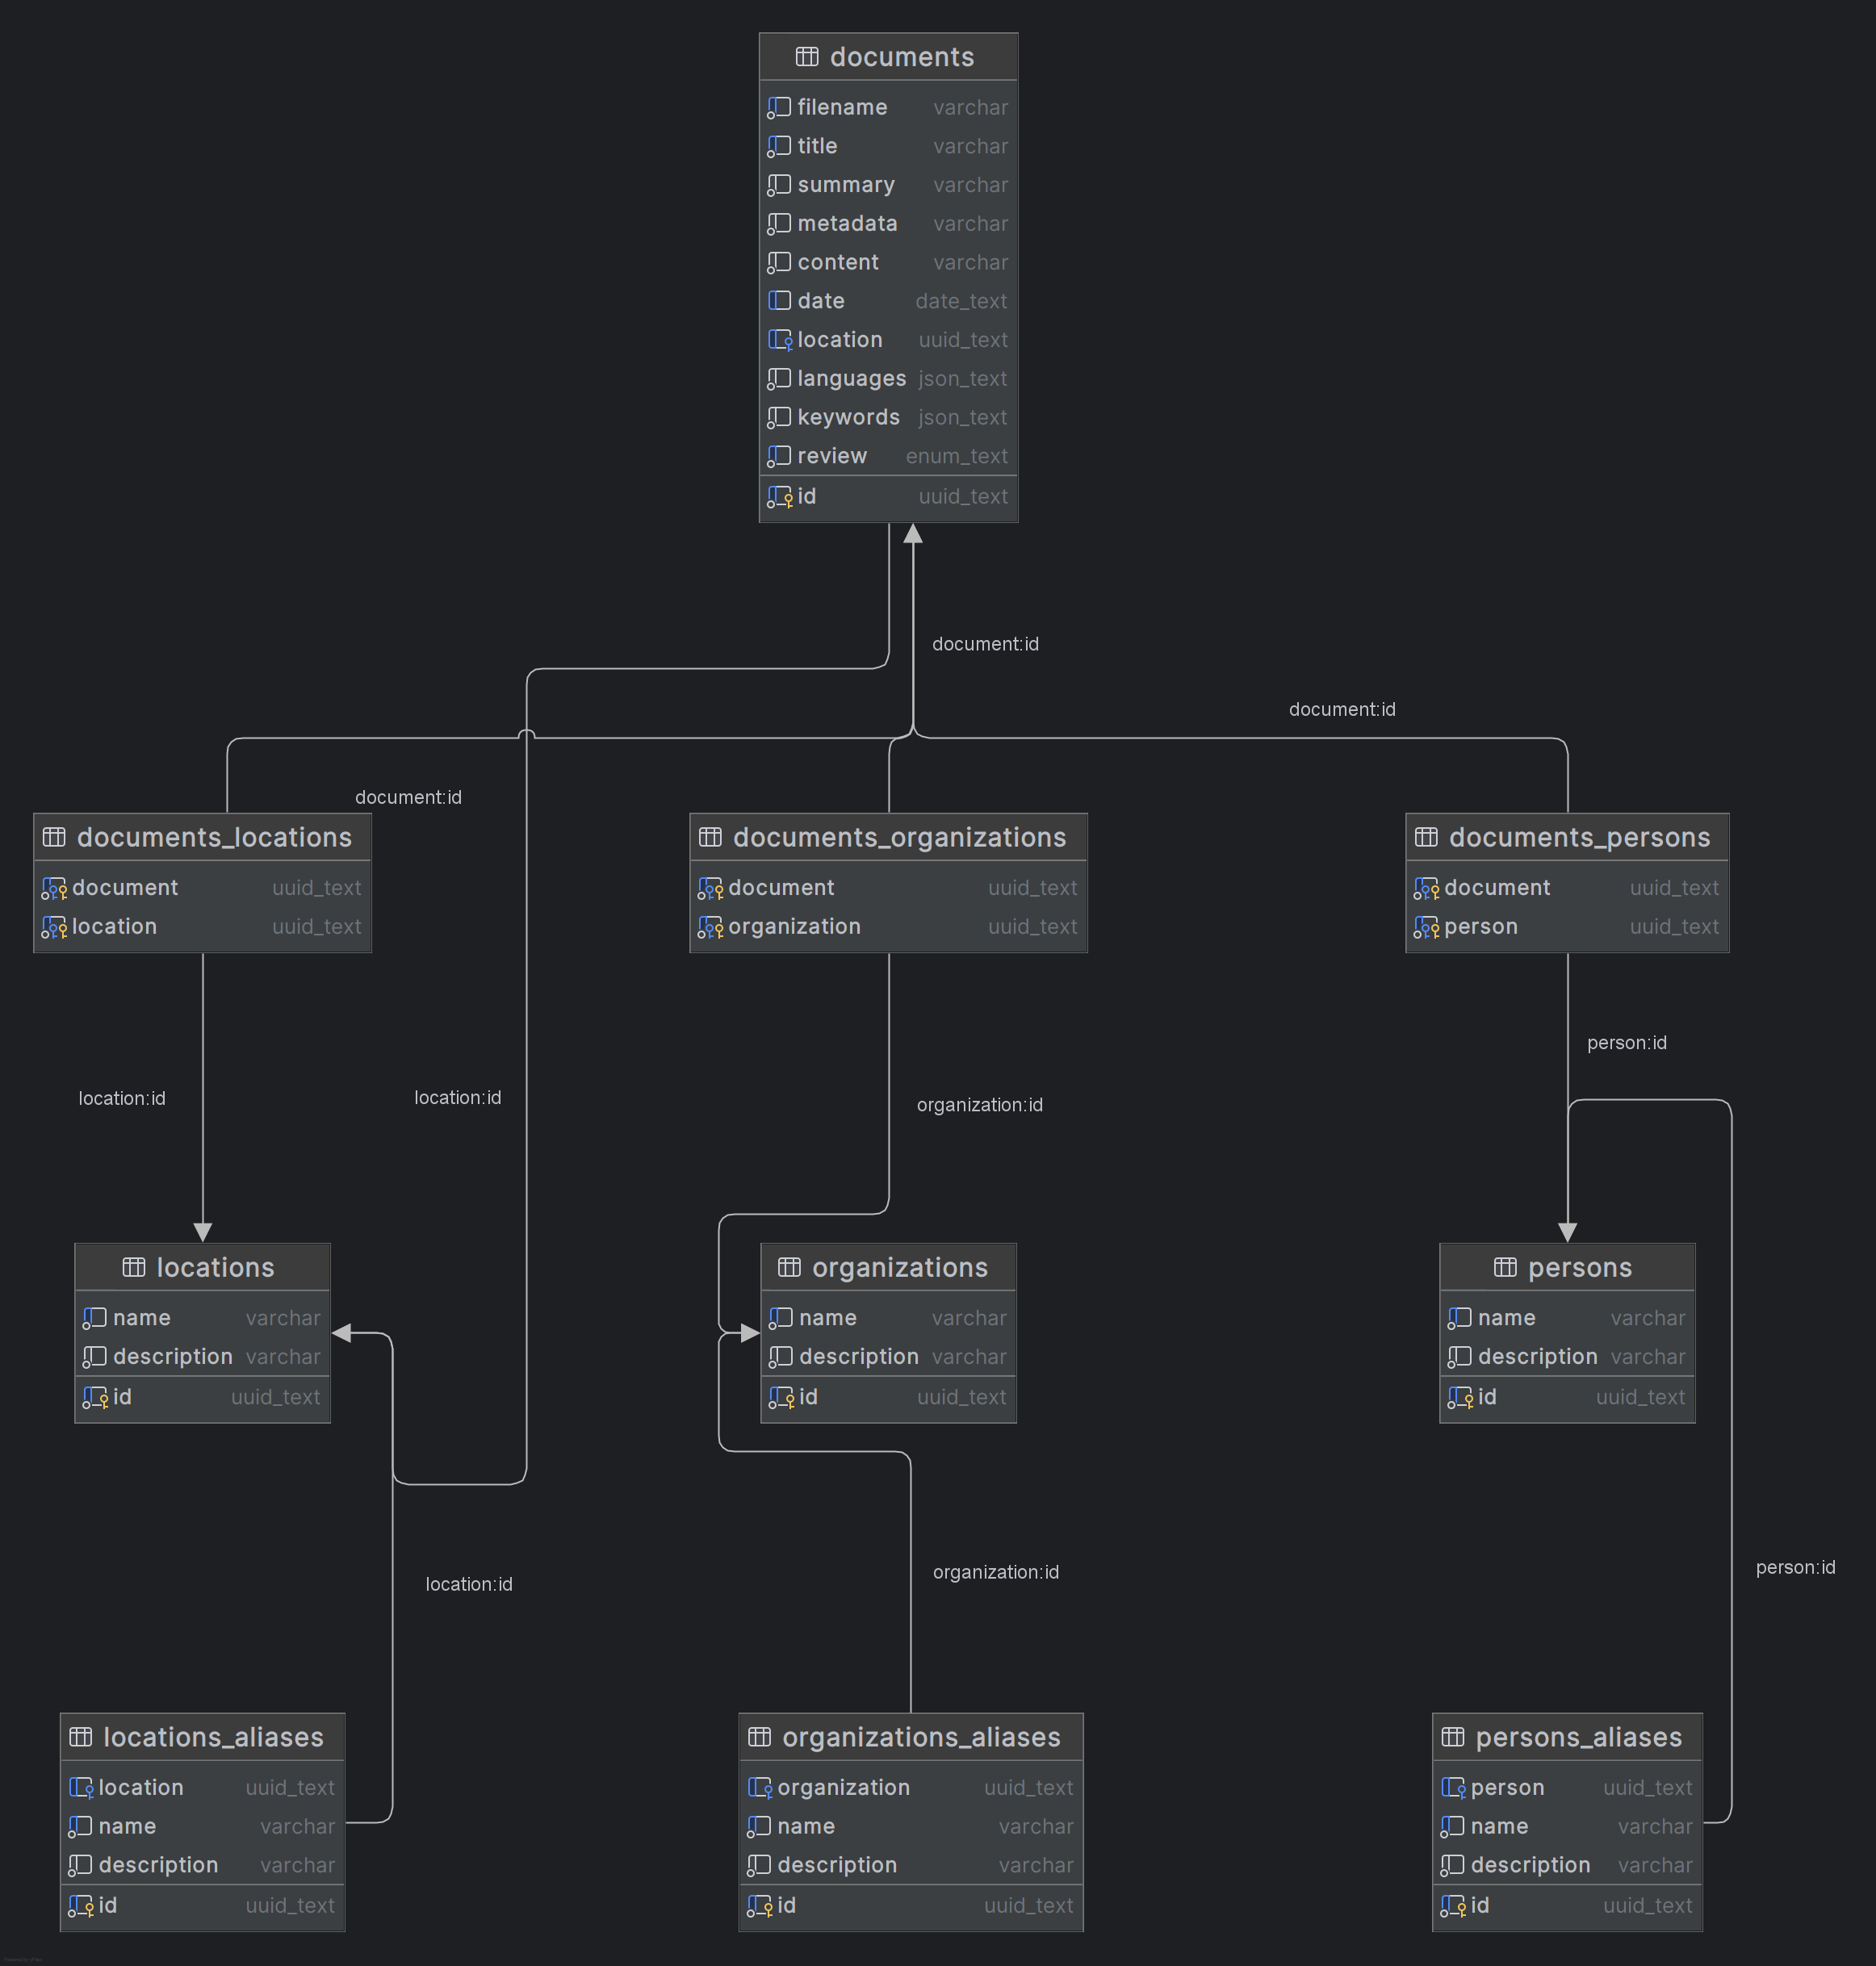 documents
filename varchar
title varchar
summary varchar
metadata varchar
content varchar
date date_text
location uuid_text
languages json_text
keywords json_text
review enum_text
id uuid_text
document:id
document:id
document:id
documents_locations
document uuid_text
location uuid_text
documents_organizations
document uuid_text
organization uuid_text
documents_persons
document uuid_text
person uuid_text
person:id
location:id
location:id
organization:id
locations
name varchar
description varchar
id uuid_text
organizations
name varchar
description varchar
id uuid_text
persons
name varchar
description varchar
id uuid_text
location:id
organization:id
person:id
locations_aliases
location uuid_text
name varchar
description varchar
id uuid_text
organizations_aliases
organization uuid_text
name varchar
description varchar
id uuid_text
persons_aliases
person uuid_text
name varchar
description varchar
id uuid_text